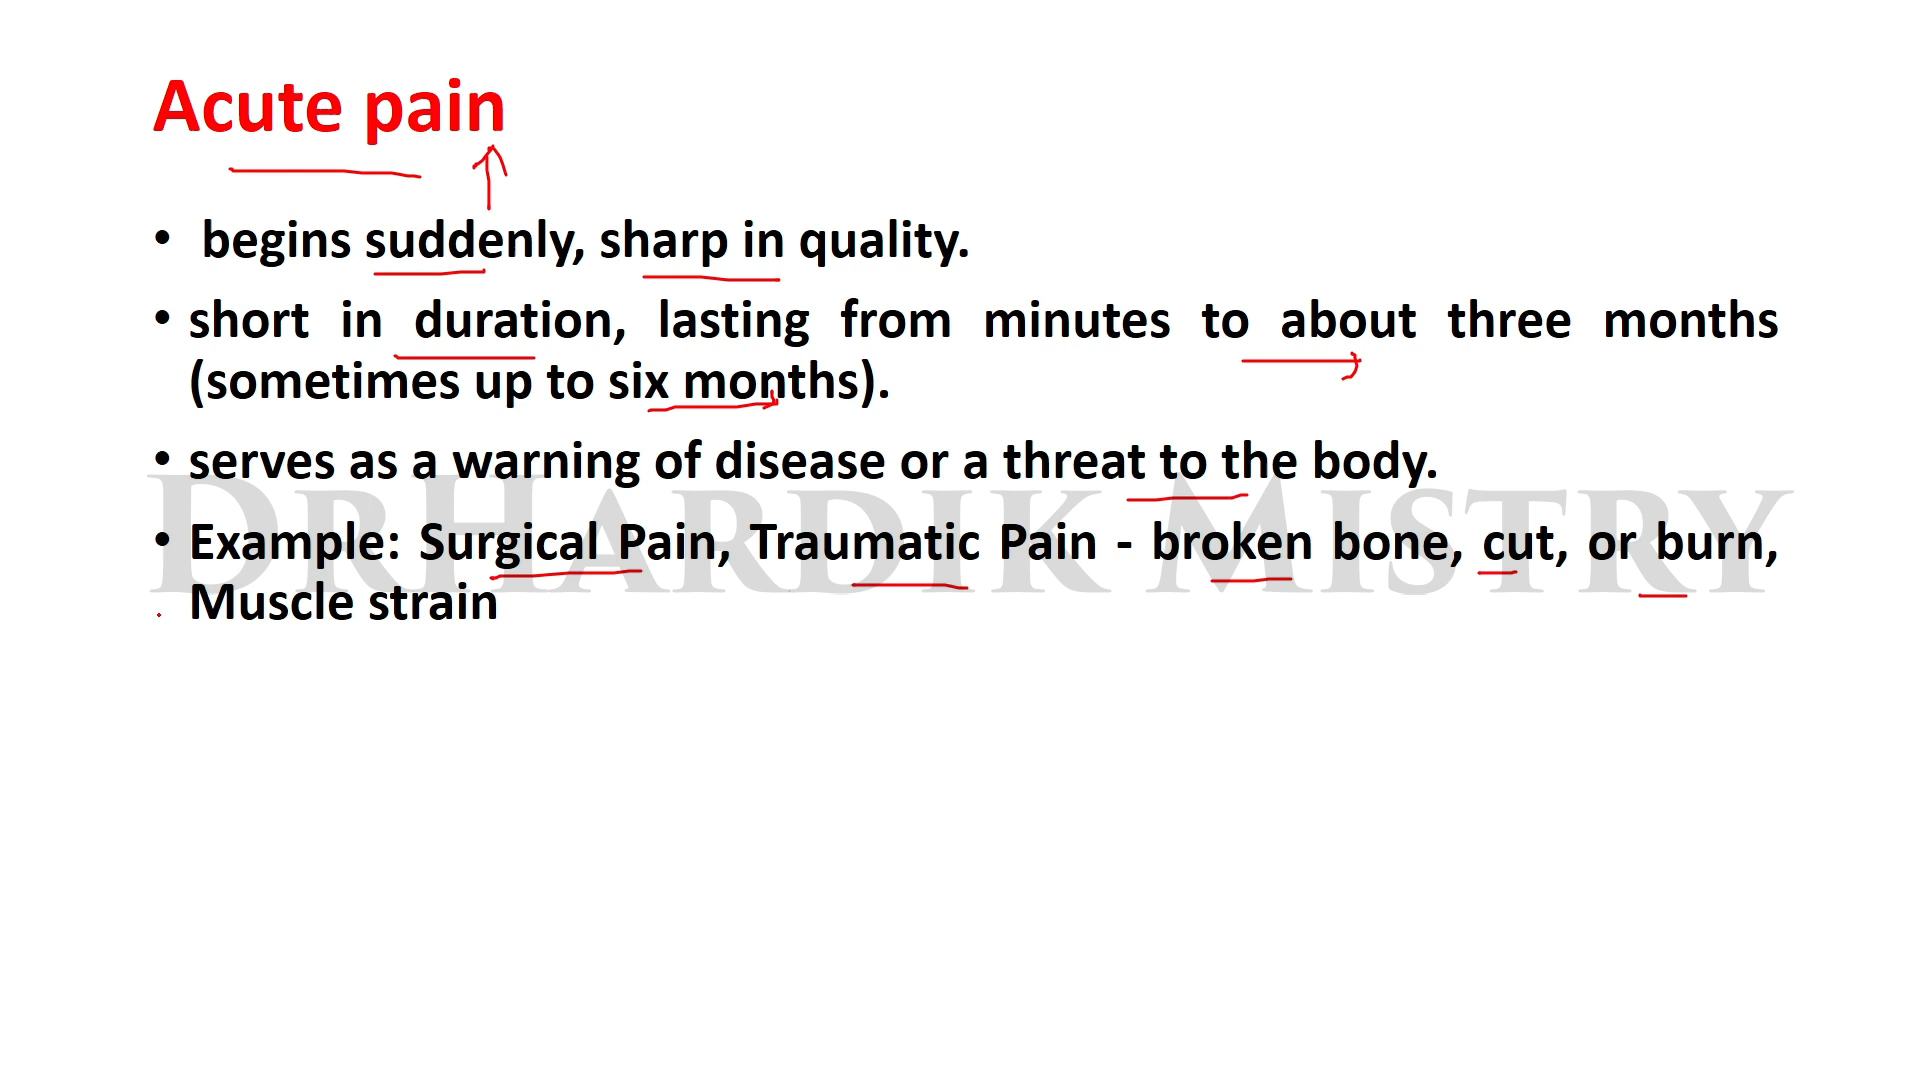 Acute pain
• begins suddenly, sharp in quality.
• short in duration, lasting from minutes to about three months
(sometimes up to six months).
• serves as a warning of disease or a threat to the body.
DRHARDIK MISTRY
• Example: Surgical Pain, Traumatic Pain - broken bone, cut, or burn,
Muscle strain